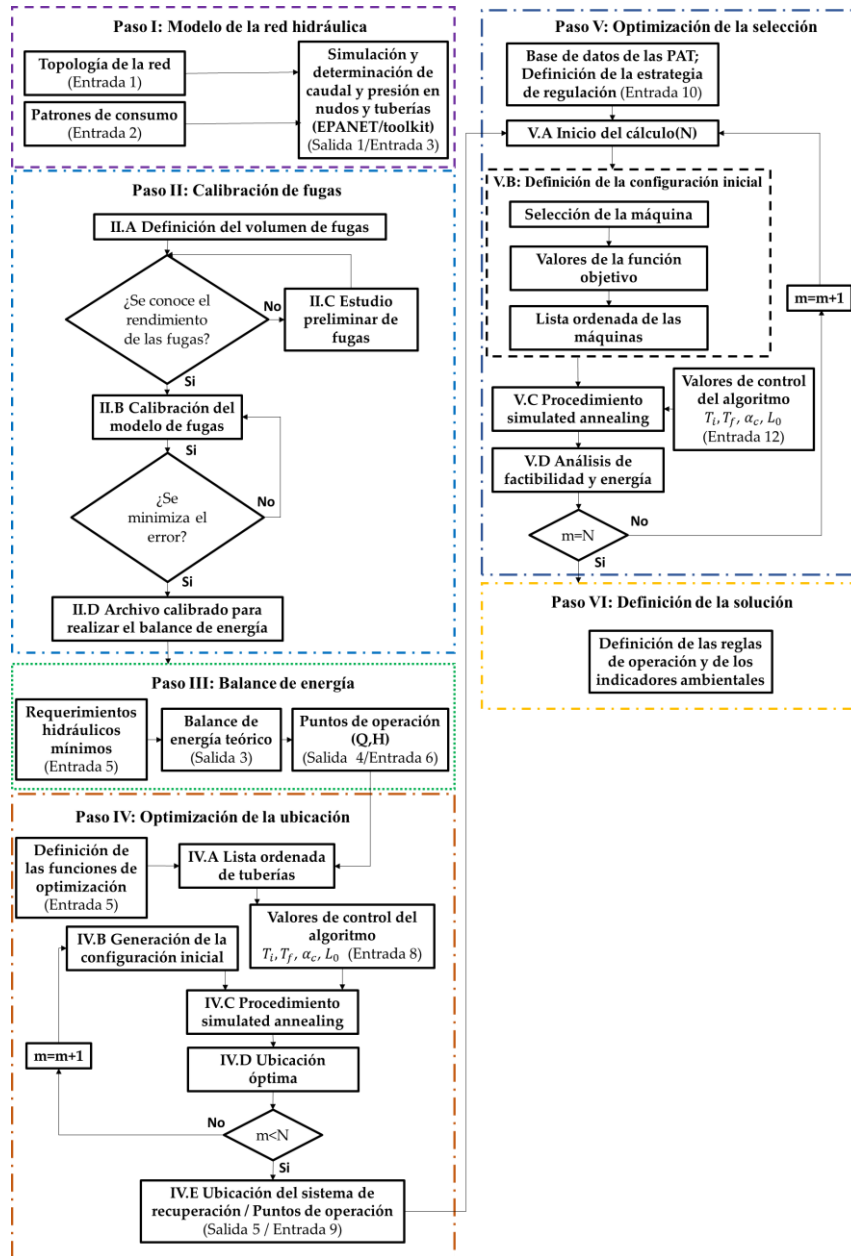 Paso I: Modelo de la red hidráulica
Topología de la red
(Entrada 1)
Patrones de consumo
(Entrada 2)
Simulación y
determinación de
caudal y presión en
nudos y tuberías
(EPANET/toolkit)
(Salida 1/Entrada 3)
Paso II: Calibración de fugas
II.A Definición del volumen de fugas
¿Se conoce el
rendimiento
de las fugas?
No
II.C Estudio
preliminar de
fugas
Si
II.B Calibración del
modelo de fugas
Si
¿Se
minimiza el
error?
No
Si
II.D Archivo calibrado para
realizar el balance de energía
Paso III: Balance de energía
Requerimientos
hidráulicos
mínimos
(Entrada 5)
Balance de
energía teórico
(Salida 3)
Puntos de operación
(Q,H)
(Salida 4/Entrada 6)
Paso IV: Optimización de la ubicación
Definición de
las funciones de
optimización
(Entrada 5)
IV.A Lista ordenada
de tuberías
Valores de control del
algoritmo
T_i, T_f, α_c, L_0 (Entrada 8)
IV.B Generación de la
configuración inicial
IV.C Procedimiento
simulated annealing
m=m+1
IV.D Ubicación
óptima
No
m<N
Si
IV.E Ubicación del sistema de
recuperación / Puntos de operación
(Salida 5 / Entrada 9)
Paso V: Optimización de la selección
Base de datos de las PAT;
Definición de la estrategia
de regulación (Entrada 10)
V.A Inicio del cálculo(N)
V.B: Definición de la configuración inicial
Selección de la máquina
Valores de la función
objetivo
Lista ordenada de las
máquinas
m=m+1
V.C Procedimiento
simulated annealing
Valores de control
del algoritmo
T_i, T_f, α_c, L_0
(Entrada 12)
V.D Análisis de
factibilidad y energía
m=N
No
Si
Paso VI: Definición de la solución
Definición de las reglas
de operación y de los
indicadores ambientales